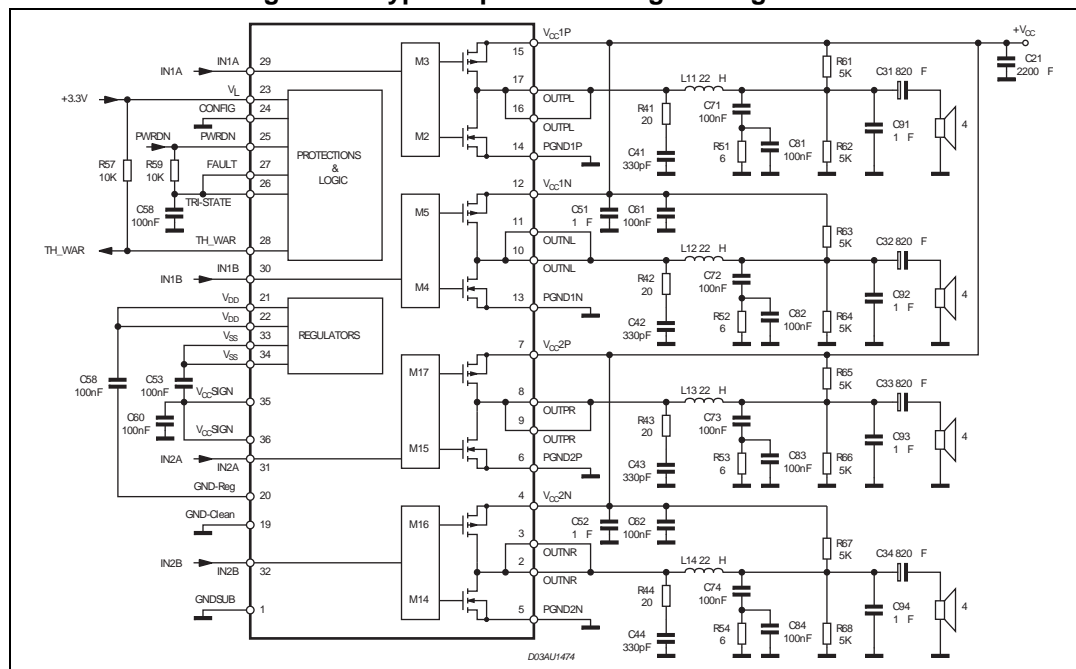 IN1A
IN1A
29
+3.3V
VL
23
CONFIG
24
PWRDN
PWRDN
25
FAULT
27
26
TRI-STATE
R57
10K
R59
10K
C58
100nF
TH_WAR
TH_WAR
28
IN1B
IN1B
30
VDD
21
VDD
22
VSS
33
VSS
34
C58
100nF
C53
100nF
VCCSIGN
35
C60
100nF
VCCSIGN
36
IN2A
IN2A
31
GND-Reg
20
GND-Clean
19
IN2B
IN2B
32
GNDSUB
1
PROTECTIONS
&
LOGIC
REGULATORS
M3
M2
M5
M4
M17
M15
M16
M14
15
VCC1P
17
OUTPL
16
OUTPL
14
PGND1P
12
VCC1N
11
OUTNL
10
OUTNL
13
PGND1N
7
VCC2P
8
OUTPR
9
OUTPR
6
PGND2P
4
VCC2N
3
OUTNR
2
OUTNR
5
PGND2N
+VCC
C21
2200 F
R61
5K
L11 22 H
C31 820 F
R41
20
C71
100nF
C41
330pF
R51
6
C81
100nF
R62
5K
C91
1 F
4
C51
1 F
C61
100nF
R63
5K
L12 22 H
C32 820 F
R42
20
C72
100nF
C42
330pF
R52
6
C82
100nF
R64
5K
C92
1 F
4
R65
5K
L13 22 H
C33 820 F
R43
20
C73
100nF
C43
330pF
R53
6
C83
100nF
R66
5K
C93
1 F
4
C52
1 F
C62
100nF
R67
5K
L14 22 H
C34 820 F
R44
20
C74
100nF
C44
330pF
R54
6
C84
100nF
R68
5K
C94
1 F
4
D03AU1474